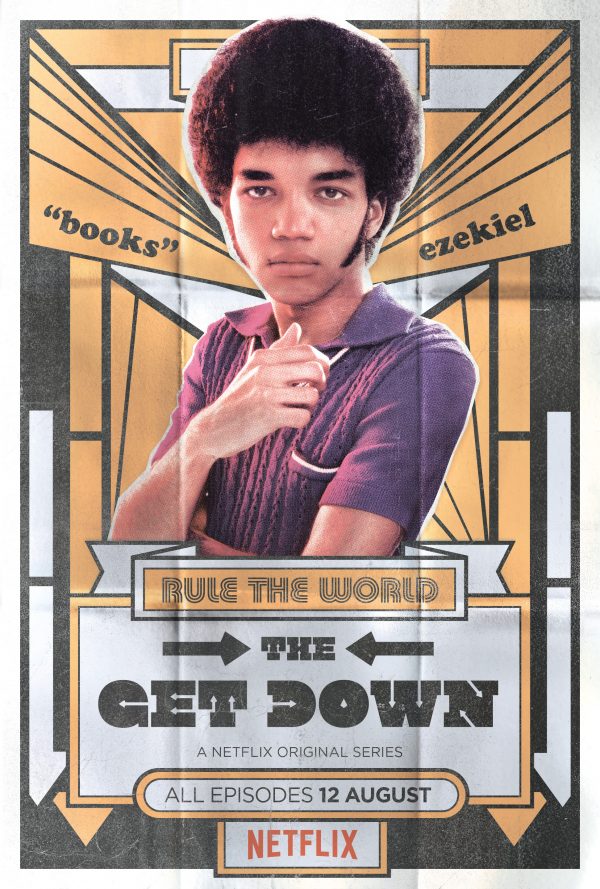 “books”
ezekiel
RULE THE WORLD
THE
GET DOWN
A NETFLIX ORIGINAL SERIES
ALL EPISODES 12 AUGUST
NETFLIX